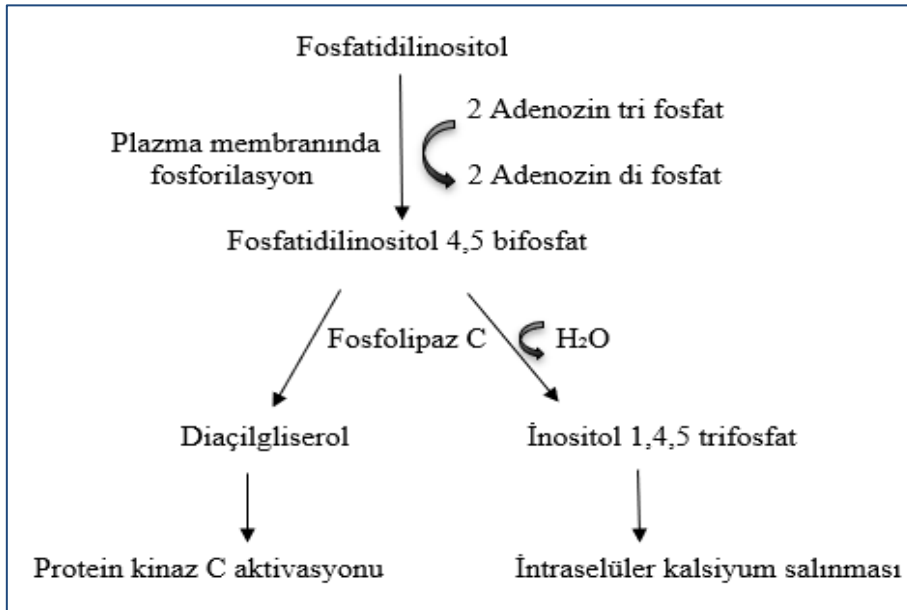 Fosfatidilinositol
2 Adenozin tri fosfat
Plazma membranında
fosforilasyon
2 Adenozin di fosfat
Fosfatidilinositol 4,5 bifosfat
Fosfolipaz C
H₂O
Diaçilgliserol
İnositol 1,4,5 trifosfat
Protein kinaz C aktivasyonu
İntraselüler kalsiyum salınması